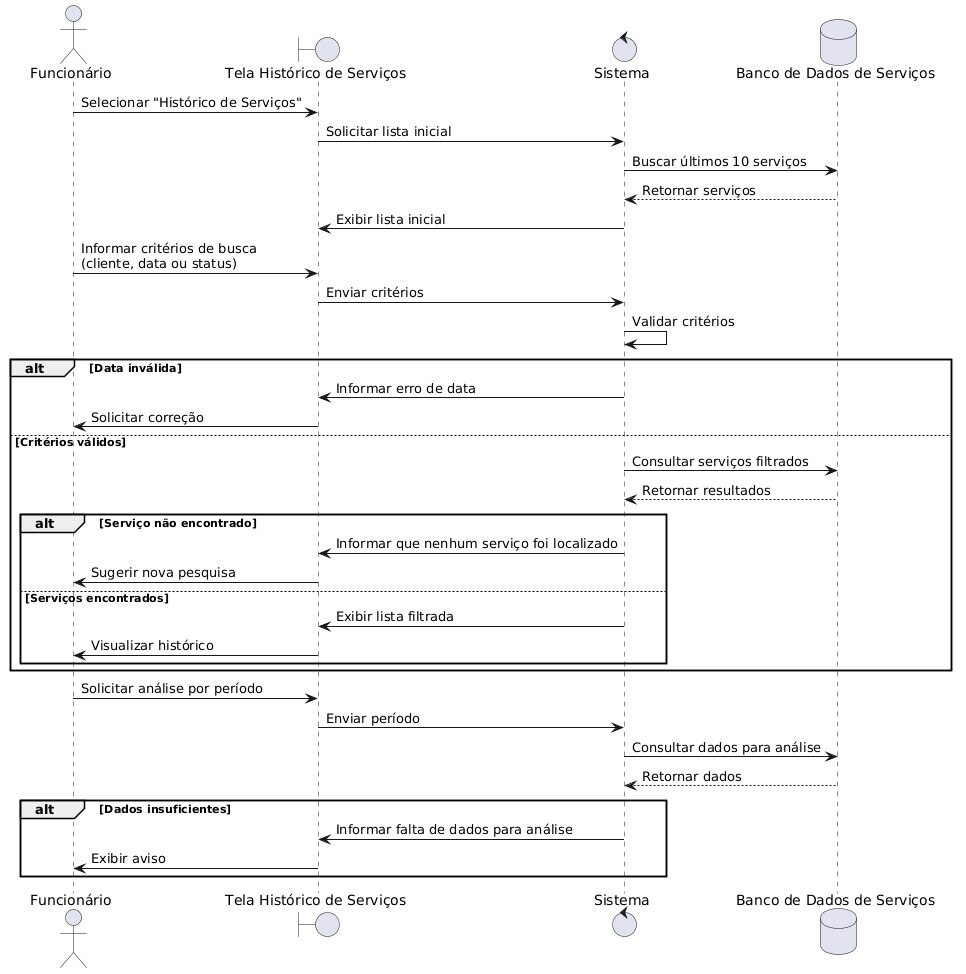 Funcionário
Tela Histórico de Serviços
Sistema
Banco de Dados de Serviços
Selecionar "Histórico de Serviços"
Solicitar lista inicial
Buscar últimos 10 serviços
Retornar serviços
Exibir lista inicial
Informar critérios de busca
(cliente, data ou status)
Enviar critérios
Validar critérios
alt
[Data inválida]
Informar erro de data
Solicitar correção
[Critérios válidos]
Consultar serviços filtrados
Retornar resultados
alt
[Serviço não encontrado]
Informar que nenhum serviço foi localizado
Sugerir nova pesquisa
[Serviços encontrados]
Exibir lista filtrada
Visualizar histórico
Solicitar análise por período
Enviar período
Consultar dados para análise
Retornar dados
alt
[Dados insuficientes]
Informar falta de dados para análise
Exibir aviso
Funcionário
Tela Histórico de Serviços
Sistema
Banco de Dados de Serviços